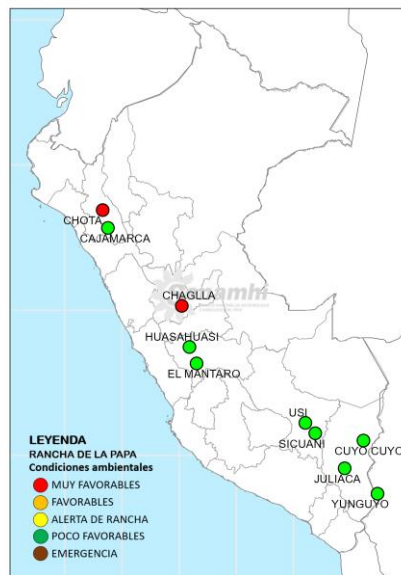 CHOTA
CAJAMARCA
Senamhi
CHAGLLA
HUASAHUASI
EL MANTARO
USI
SICUANI
CUYO CUYO
JULIACA
YUNGUYO
LEYENDA
RANCHA DE LA PAPA
Condiciones ambientales
MUY FAVORABLES
FAVORABLES
ALERTA DE RANCHA
POCO FAVORABLES
EMERGENCIA